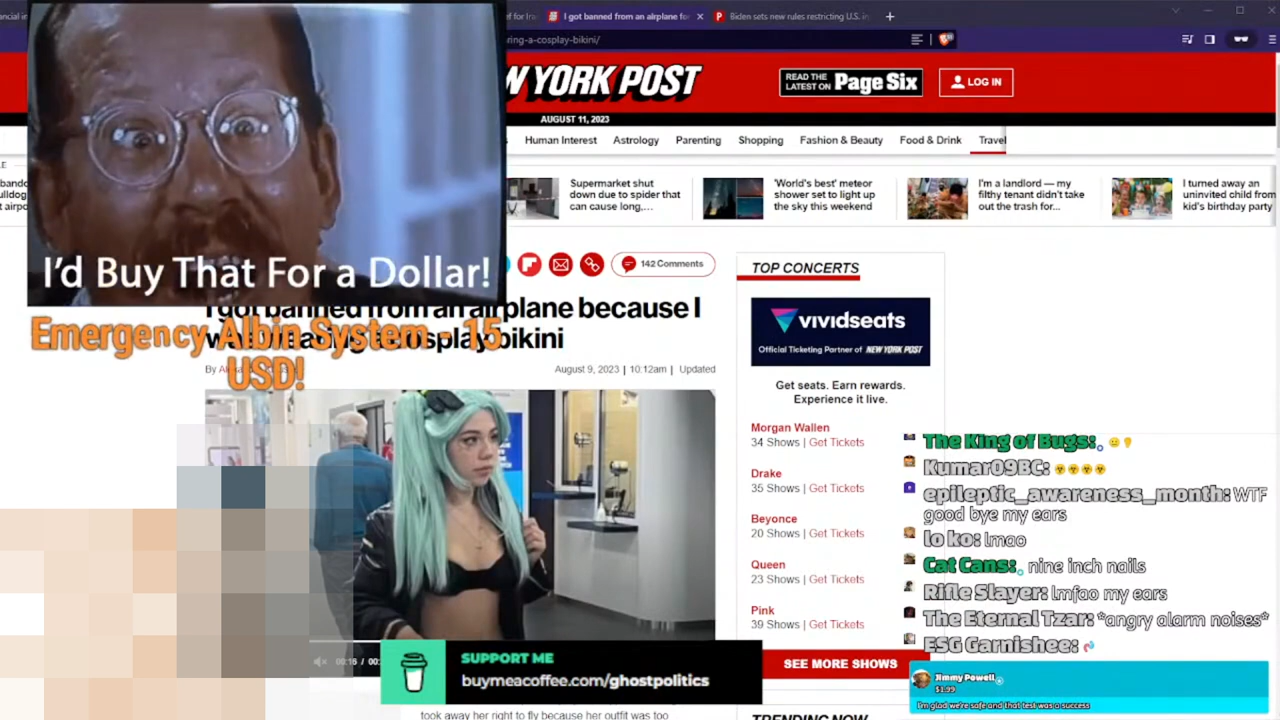 I got banned from an airplane fo
Biden sets new rules restricting U.S. in
ring-a-cosplay-bikini/
W YORK POST
READ THE
LATEST ON
Page Six
LOG IN
AUGUST 11, 2023
Human Interest
Astrology
Parenting
Shopping
Fashion & Beauty
Food & Drink
Travel
Supermarket shut
down due to spider that
can cause long,...
'World's best' meteor
shower set to light up
the sky this weekend
I'm a landlord — my
filthy tenant didn't take
out the trash for...
I turned away an
uninvited child from
kid's birthday party
I'd Buy That For a Dollar!
142 Comments
Emergency Albin System - 15
USD!
I got banned from an airplane because I
cosplay bikini
By
August 9, 2023 | 10:12am | Updated
TOP CONCERTS
vividseats
Official Ticketing Partner of NEW YORK POST
Get seats. Earn rewards.
Experience it live.
Morgan Wallen
34 Shows | Get Tickets
Drake
35 Shows | Get Tickets
Beyonce
20 Shows | Get Tickets
Queen
23 Shows | Get Tickets
Pink
39 Shows | Get Tickets
SEE MORE SHOWS
TRENDING NOW
The King of Bugs:
Kumar09BC:
epileptic_awareness_month: WTF
good bye my ears
lo ko: lmao
Cat Cans: nine inch nails
Rifle Slayer: lmfao my ears
The Eternal Tzar: *angry alarm noises*
ESG Garnishee:
Jimmy Powell
$1.99
I'm glad we're safe and that test was a success
00:16 / 00:
SUPPORT ME
buymeacoffee.com/ghostpolitics
took away her right to fly because her outfit was too